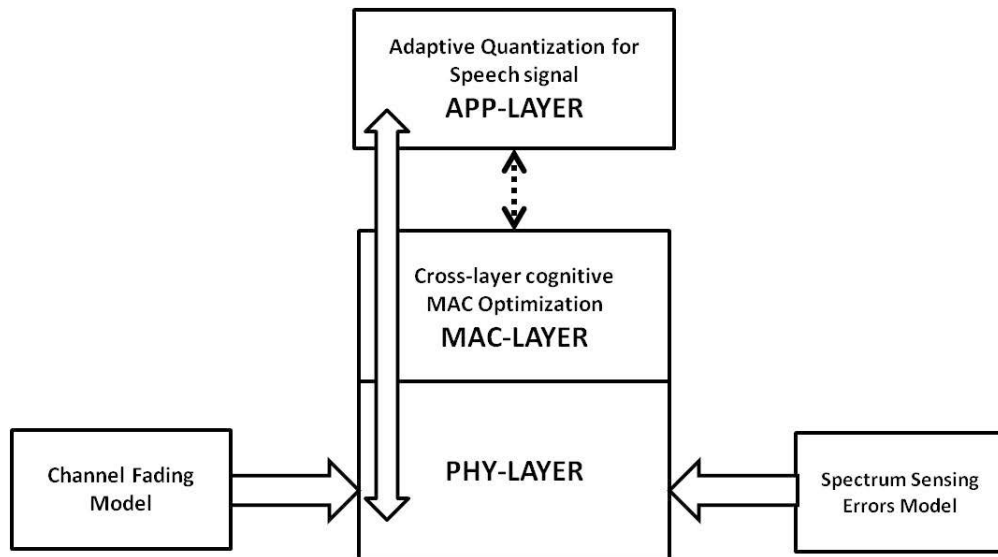 Adaptive Quantization for
Speech signal
APP-LAYER
Cross-layer cognitive
MAC Optimization
MAC-LAYER
Channel Fading
Model
PHY-LAYER
Spectrum Sensing
Errors Model